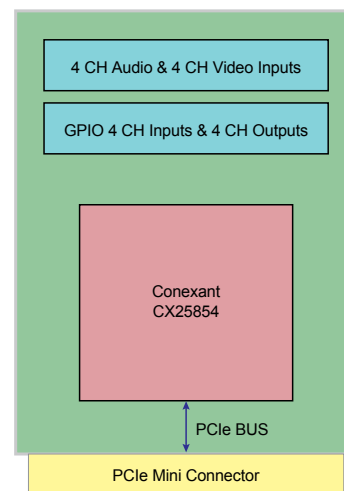 4 CH Audio & 4 CH Video Inputs
GPIO 4 CH Inputs & 4 CH Outputs
Conexant
CX25854
PCIe BUS
PCIe Mini Connector